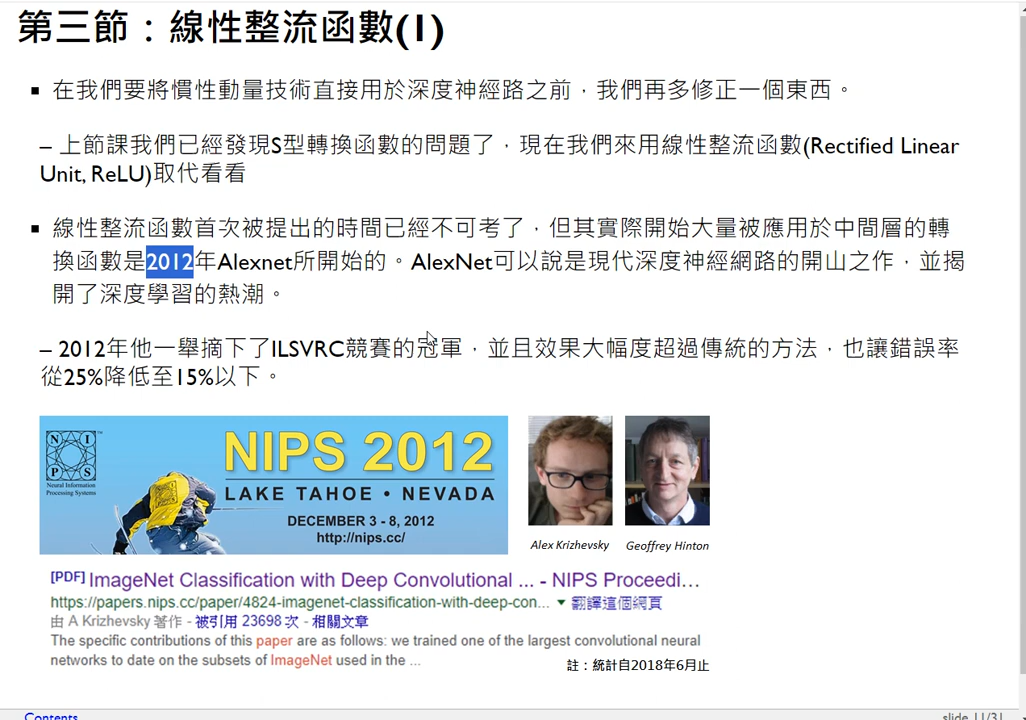 第三節：線性整流函數(I)
▪ 在我們要將慣性動量技術直接用於深度神經路之前，我們再多修正一個東西。
– 上節課我們已經發現S型轉換函數的問題了，現在我們來用線性整流函數(Rectified Linear
Unit, ReLU)取代看看
▪ 線性整流函數首次被提出的時間已經不可考了，但其實際開始大量被應用於中間層的轉
換函數是2012年Alexnet所開始的。AlexNet可以說是現代深度神經網路的開山之作，並揭
開了深度學習的熱潮。
– 2012年他一舉摘下了ILSVRC競賽的冠軍，並且效果大幅度超過傳統的方法，也讓錯誤率
從25%降低至15%以下。
N I
P S
TM
Neural Information
Processing Systems
NIPS 2012
LAKE TAHOE • NEVADA
DECEMBER 3 - 8, 2012
http://nips.cc/
Alex Krizhevsky Geoffrey Hinton
[PDF] ImageNet Classification with Deep Convolutional ... - NIPS Proceedi…
https://papers.nips.cc/paper/4824-imagenet-classification-with-deep-con... ▼ 翻譯這個網頁
由 A Krizhevsky 著作 - 被引用 23698 次 - 相關文章
The specific contributions of this paper are as follows: we trained one of the largest convolutional neural
networks to date on the subsets of ImageNet used in the ...
註：統計自2018年6月止
Contents
slide 11/31